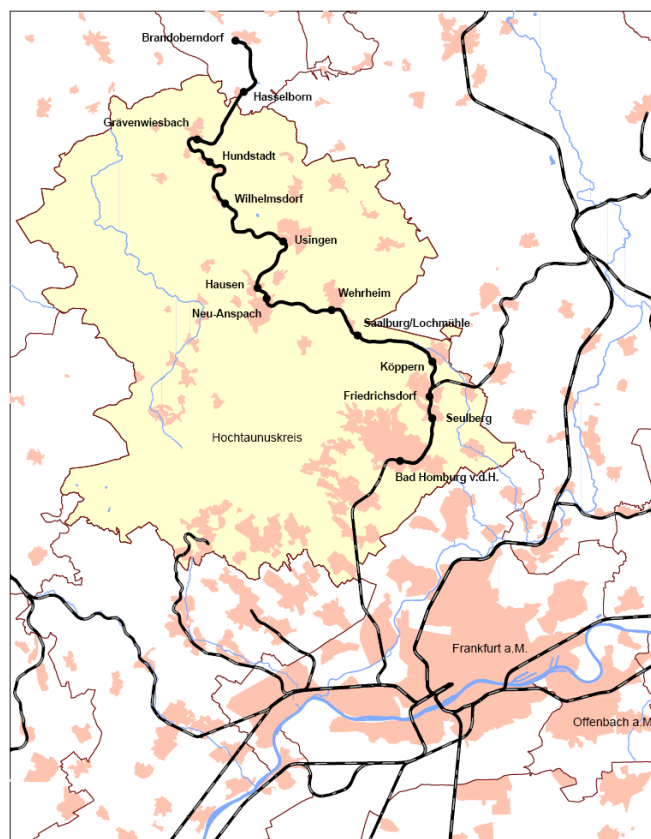 Brandoberndorf
Hasselborn
Grävenwiesbach
Hundstadt
Wilhelmsdorf
Usingen
Hausen
Neu-Anspach
Wehrheim
Saalburg/Lochmühle
Köppern
Friedrichsdorf
Seulberg
Hochtaunuskreis
Bad Homburg v.d.H.
Frankfurt a.M.
Offenbach a.M